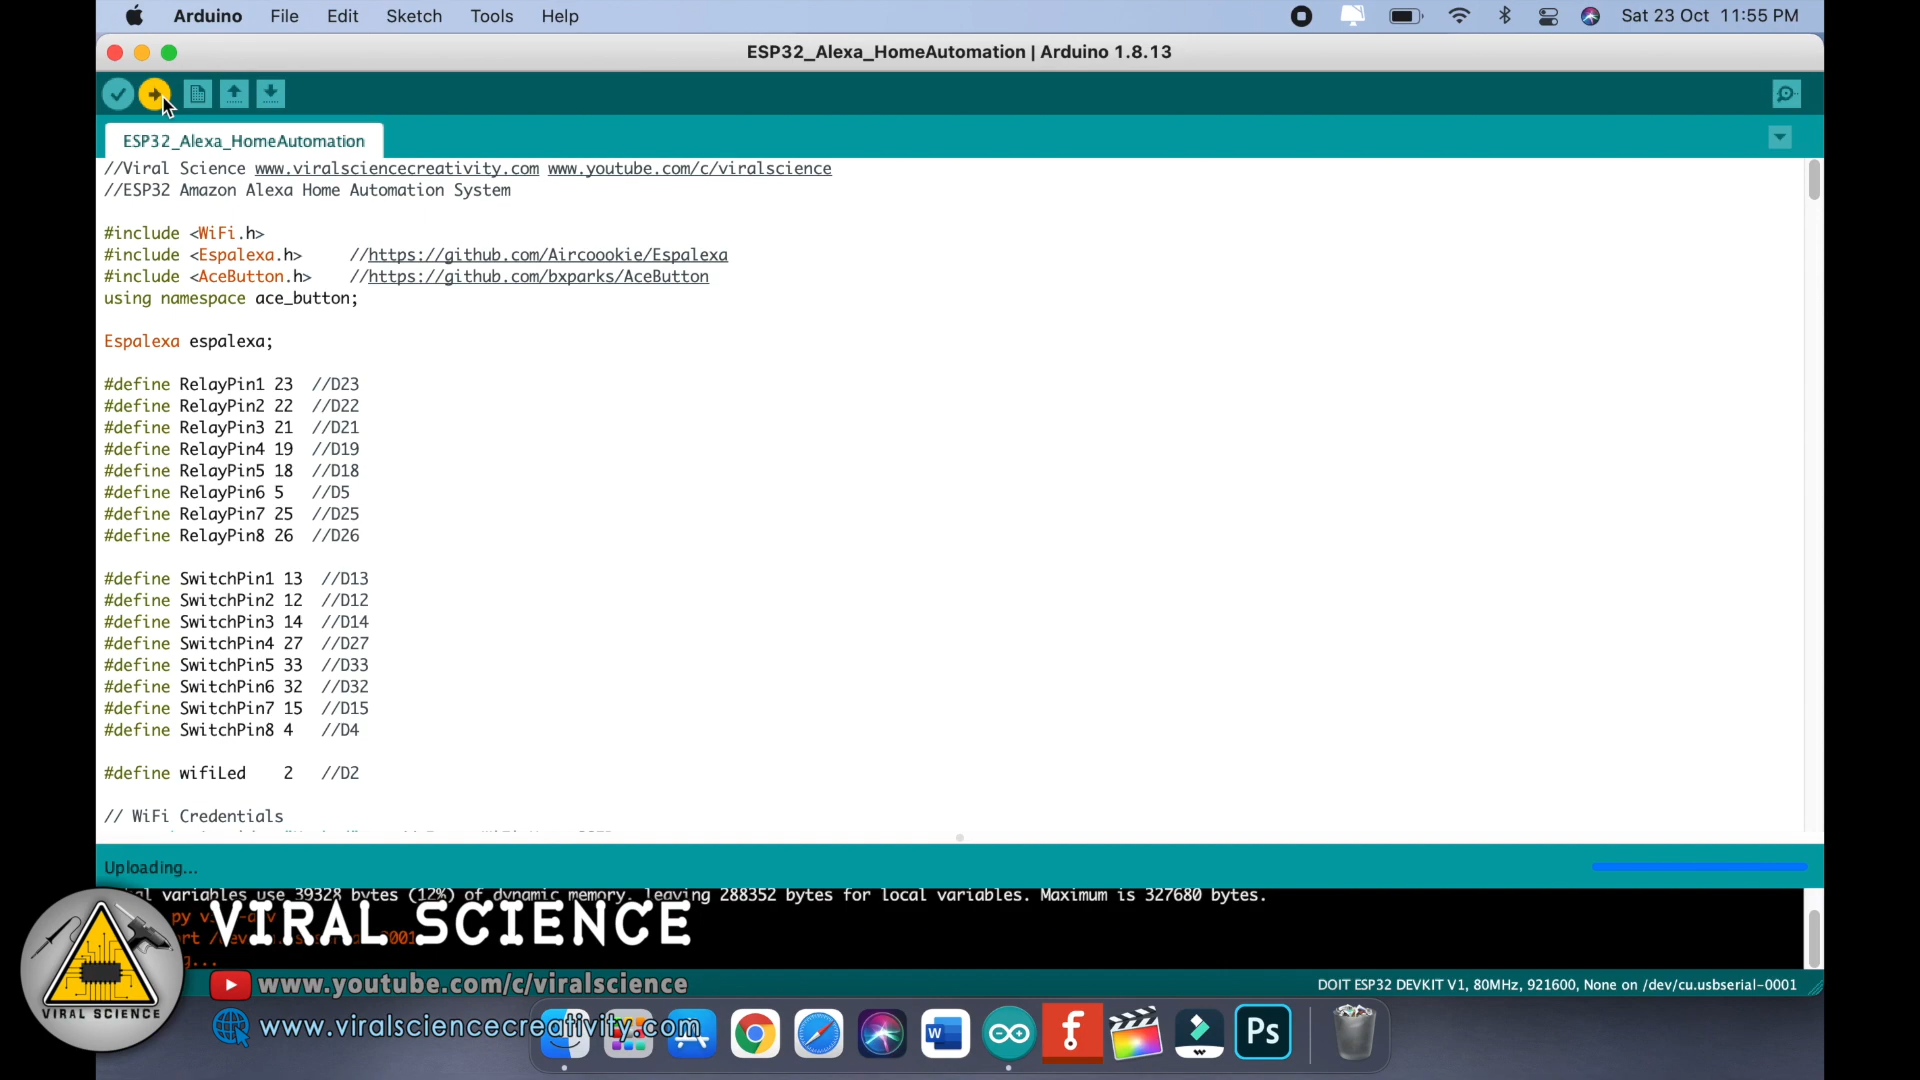 Arduino File Edit Sketch Tools Help Sat 23 Oct 11:55 PM
ESP32_Alexa_HomeAutomation | Arduino 1.8.13
ESP32_Alexa_HomeAutomation
//Viral Science www.viralsciencecreativity.com www.youtube.com/c/viralscience
//ESP32 Amazon Alexa Home Automation System
#include <WiFi.h>
#include <Espalexa.h> //https://github.com/Aircoookie/Espalexa
#include <AceButton.h> //https://github.com/bxparks/AceButton
using namespace ace_button;
Espalexa espalexa;
#define RelayPin1 23 //D23
#define RelayPin2 22 //D22
#define RelayPin3 21 //D21
#define RelayPin4 19 //D19
#define RelayPin5 18 //D18
#define RelayPin6 5 //D5
#define RelayPin7 25 //D25
#define RelayPin8 26 //D26
#define SwitchPin1 13 //D13
#define SwitchPin2 12 //D12
#define SwitchPin3 14 //D14
#define SwitchPin4 27 //D27
#define SwitchPin5 33 //D33
#define SwitchPin6 32 //D32
#define SwitchPin7 15 //D15
#define SwitchPin8 4 //D4
#define wifiLed 2 //D2
// WiFi Credentials
Uploading...
variables use 39328 bytes (12%) of dynamic memory, leaving 288352 bytes for local variables. Maximum is 327680 bytes.
VIRAL SCIENCE
www.youtube.com/c/viralscience
DOIT ESP32 DEVKIT V1, 80MHz, 921600, None on /dev/cu.usbserial-0001
VIRAL SCIENCE
www.viralsciencecreativity.com
W
Ps